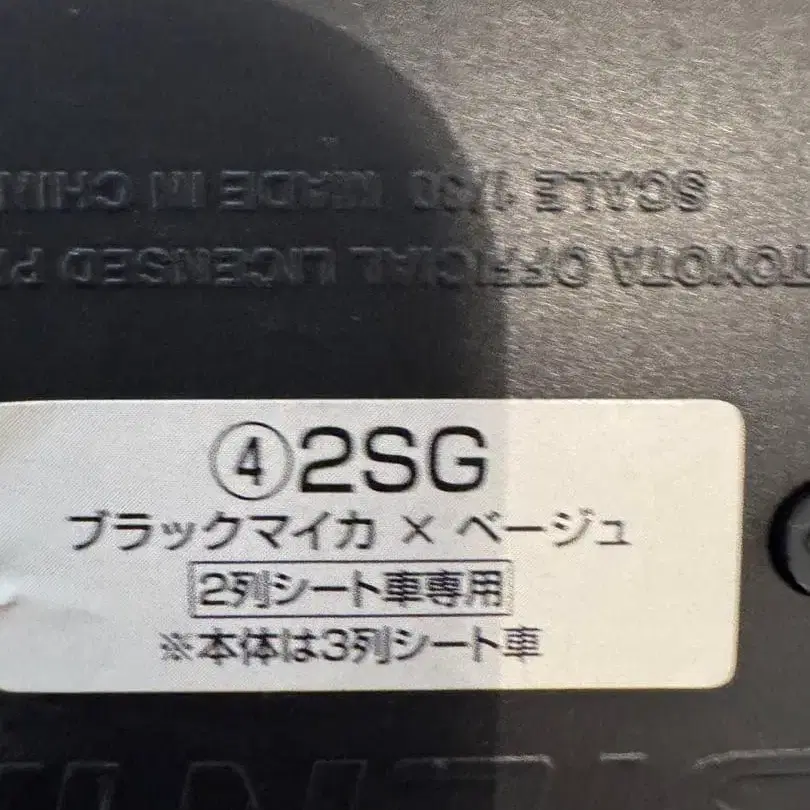 TOYOTA OFFICIAL LICENSED
SCALE 1/30 MADE IN
④2SG
ブラックマイカ × ベージュ
2列シート車専用
※本体は3列シート車